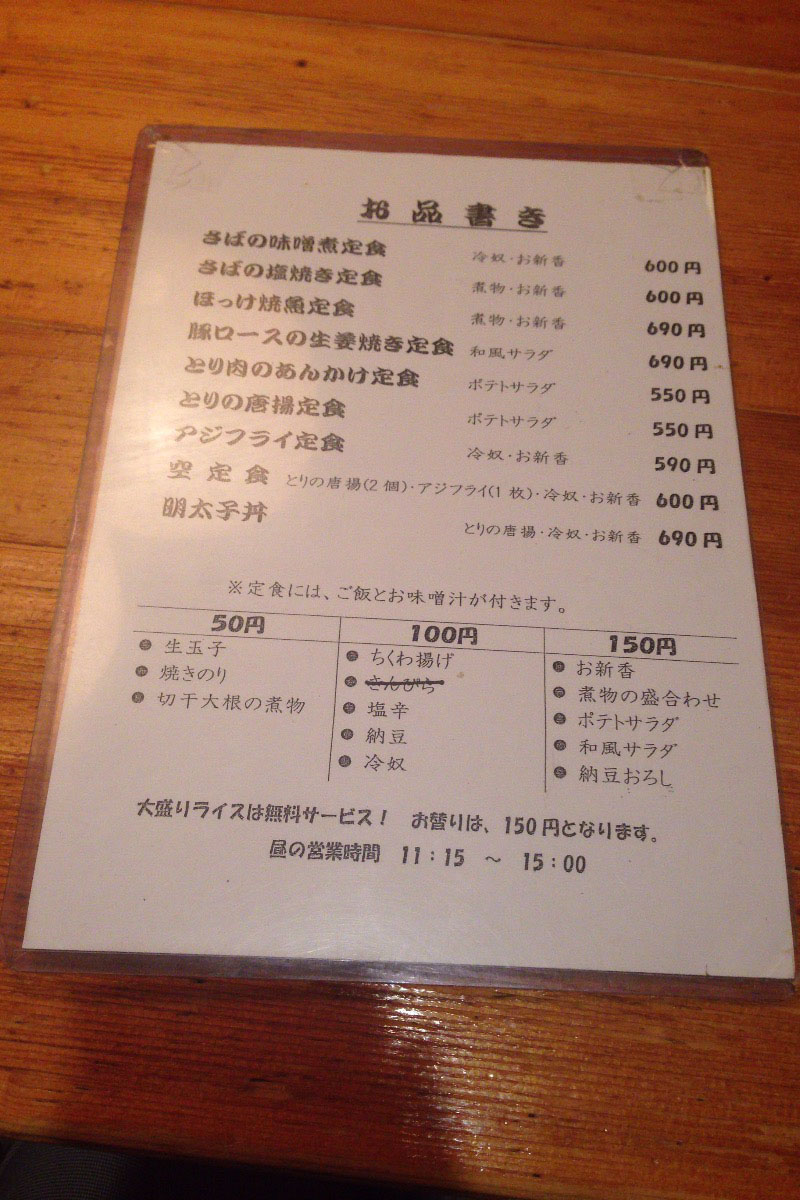 お品書き
さばの味噌煮定食 冷奴・お新香 600円
さばの塩焼き定食 煮物・お新香 600円
ほっけ焼魚定食 煮物・お新香 690円
豚ロースの生姜焼き定食 和風サラダ 690円
とり肉のあんかけ定食 ポテトサラダ 550円
とりの唐揚定食 ポテトサラダ 550円
アジフライ定食 冷奴・お新香 590円
空定食 とりの唐揚(2個)・アジフライ(1枚)・冷奴・お新香 600円
明太子丼 とりの唐揚・冷奴・お新香 690円
※定食には、ご飯とお味噌汁が付きます。
50円
生玉子
焼きのり
切干大根の煮物
100円
ちくわ揚げ
きんぴら
塩辛
納豆
冷奴
150円
お新香
煮物の盛合わせ
ポテトサラダ
和風サラダ
納豆おろし
大盛りライスは無料サービス! お替りは、150円となります。
昼の営業時間 11:15 ～ 15:00